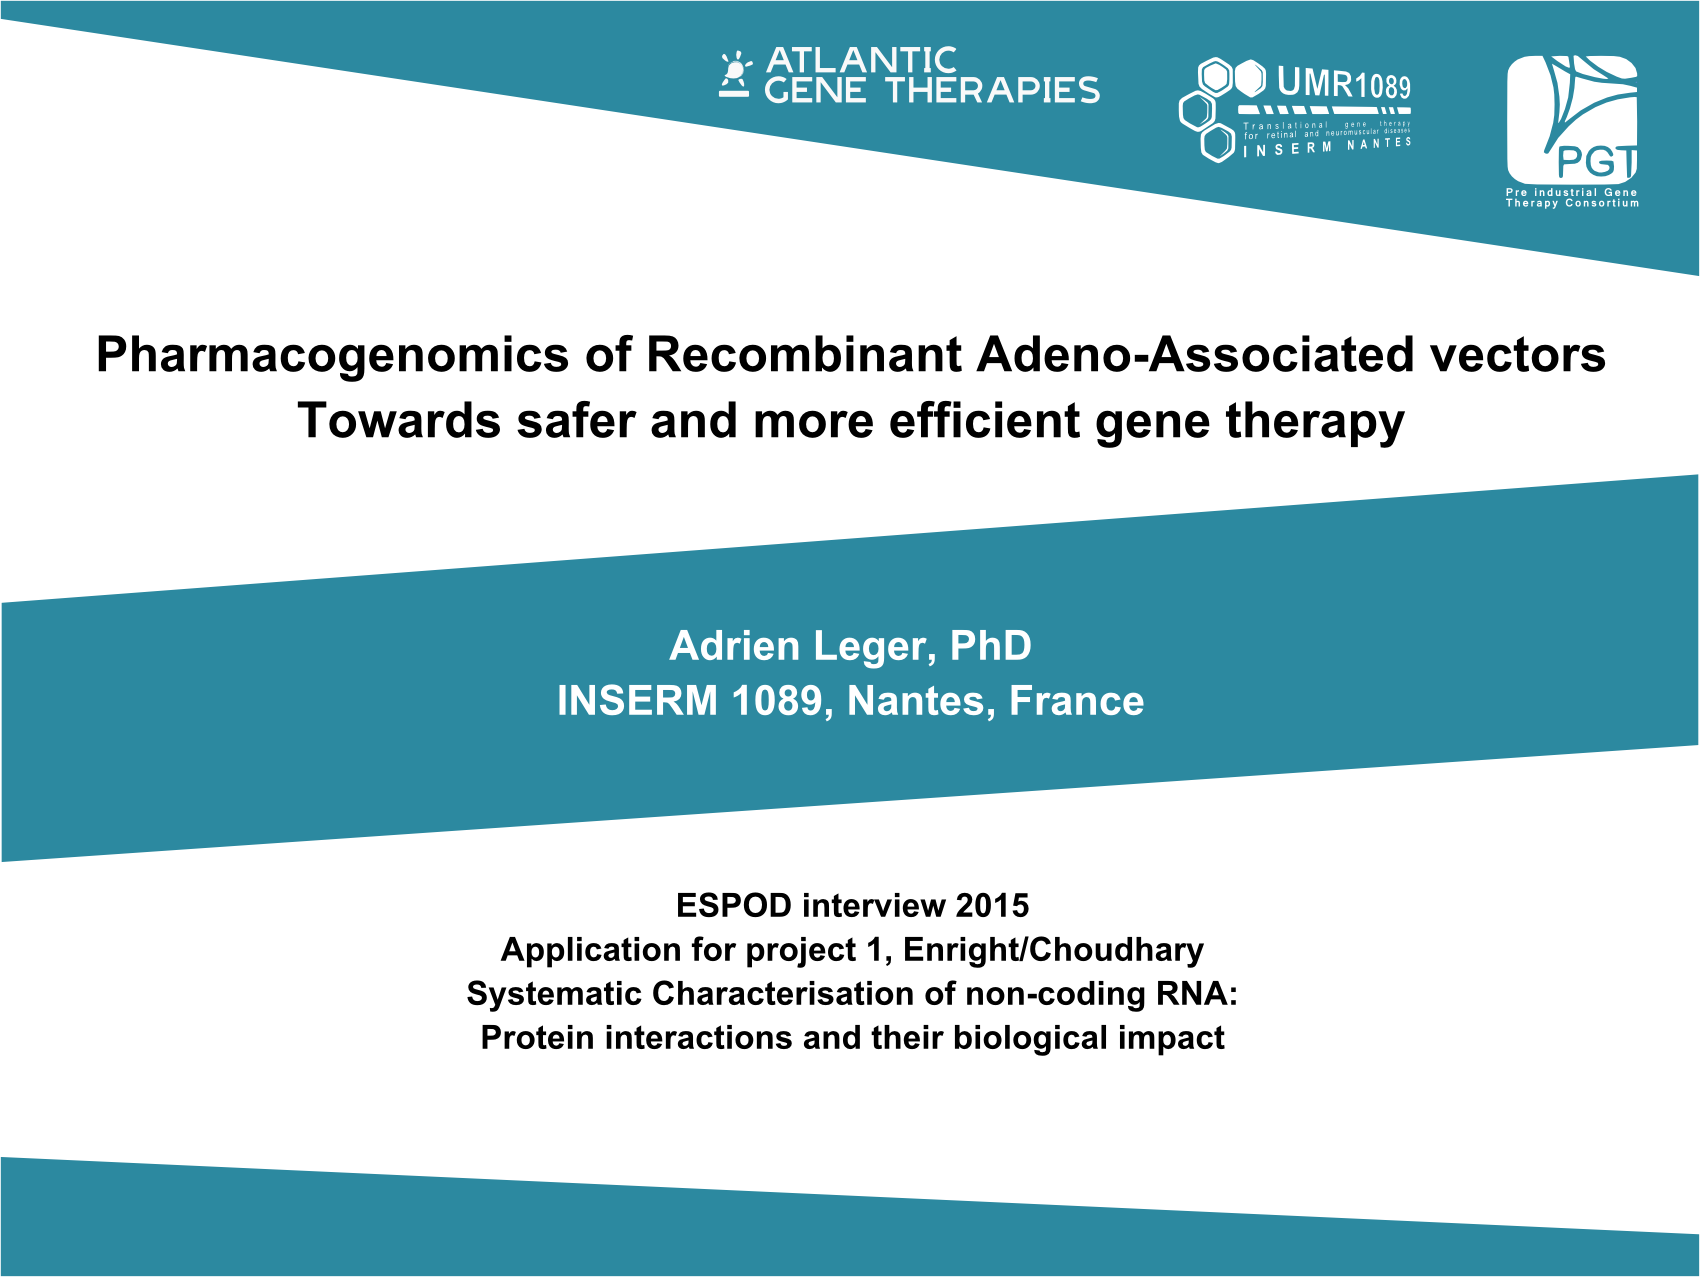 ATLANTIC
GENE THERAPIES
UMR1089
Translational gene therapy
for retinal and neuromuscular diseases
INSERM NANTES
PGT
Pre industrial Gene
Therapy Consortium
Pharmacogenomics of Recombinant Adeno-Associated vectors
Towards safer and more efficient gene therapy
Adrien Leger, PhD
INSERM 1089, Nantes, France
ESPOD interview 2015
Application for project 1, Enright/Choudhary
Systematic Characterisation of non-coding RNA:
Protein interactions and their biological impact